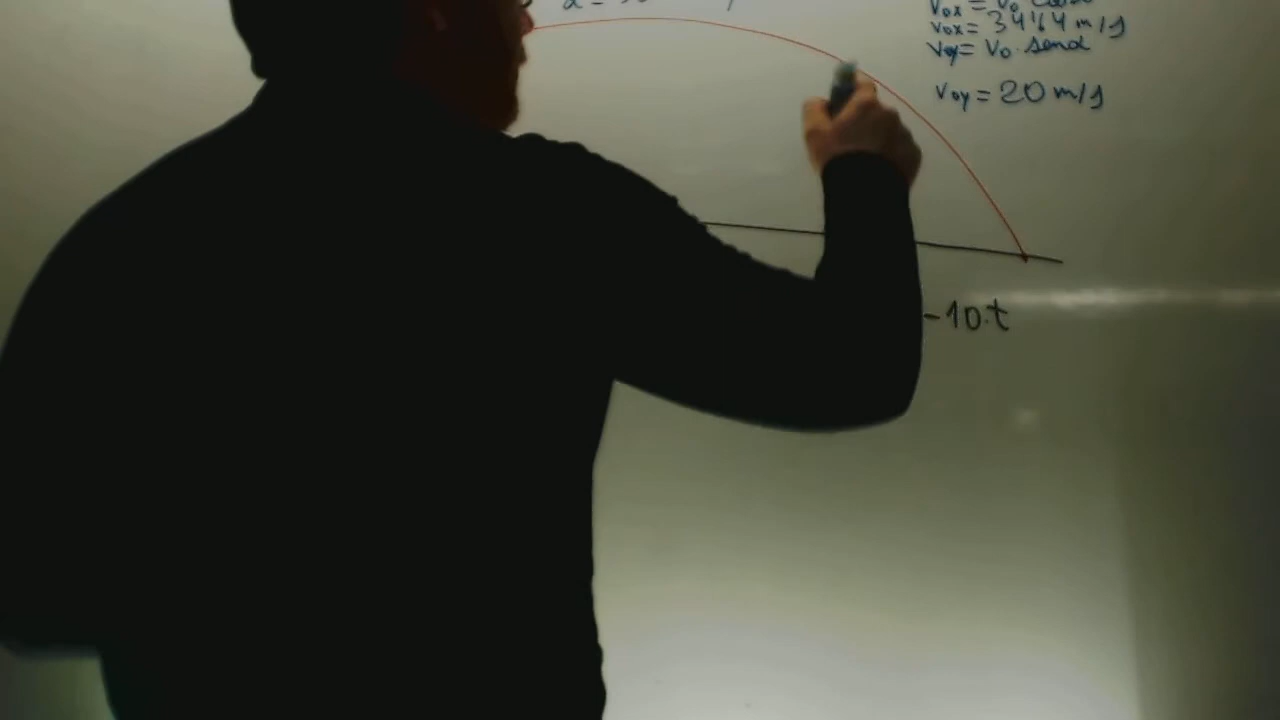 α =
Vox = Vo cosα
Vox = 34'64 m/s
Voy = Vo · senα
Voy = 20 m/s
-10·t